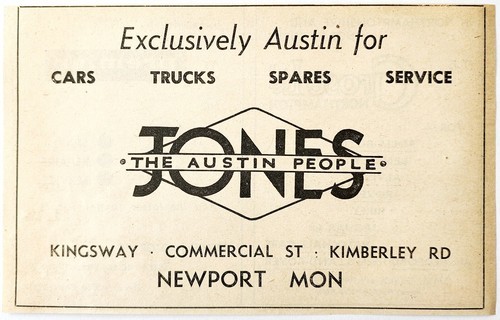 Exclusively Austin for
CARS TRUCKS SPARES SERVICE
JONES
• THE AUSTIN PEOPLE •
KINGSWAY · COMMERCIAL ST · KIMBERLEY RD
NEWPORT MON